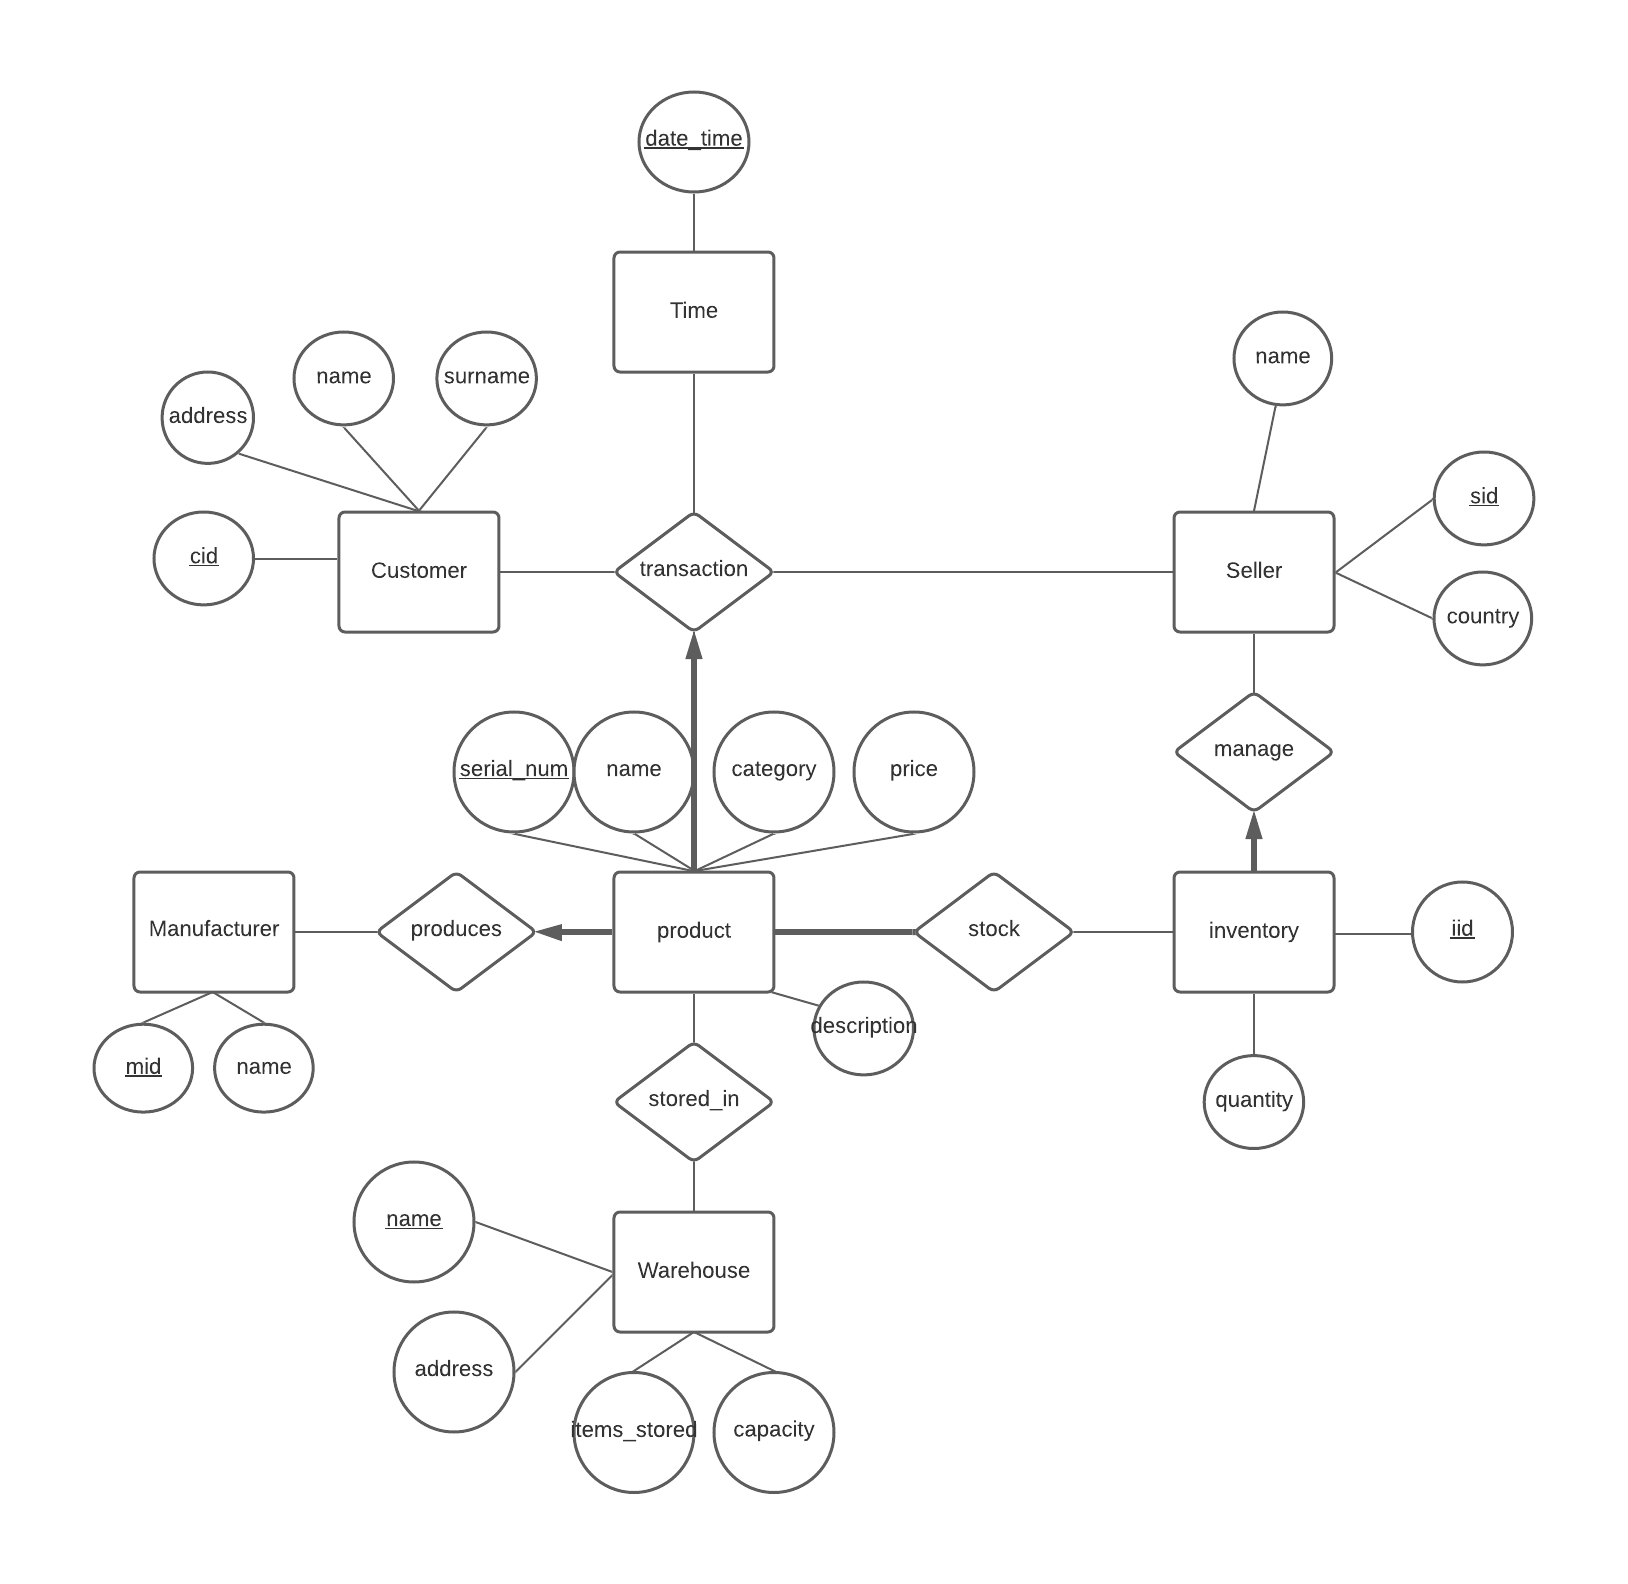 date_time
Time
name
name
surname
address
sid
cid
Customer
transaction
Seller
country
manage
serial_num
name
category
price
Manufacturer
produces
product
stock
inventory
iid
description
mid
name
stored_in
quantity
name
Warehouse
address
items_stored
capacity